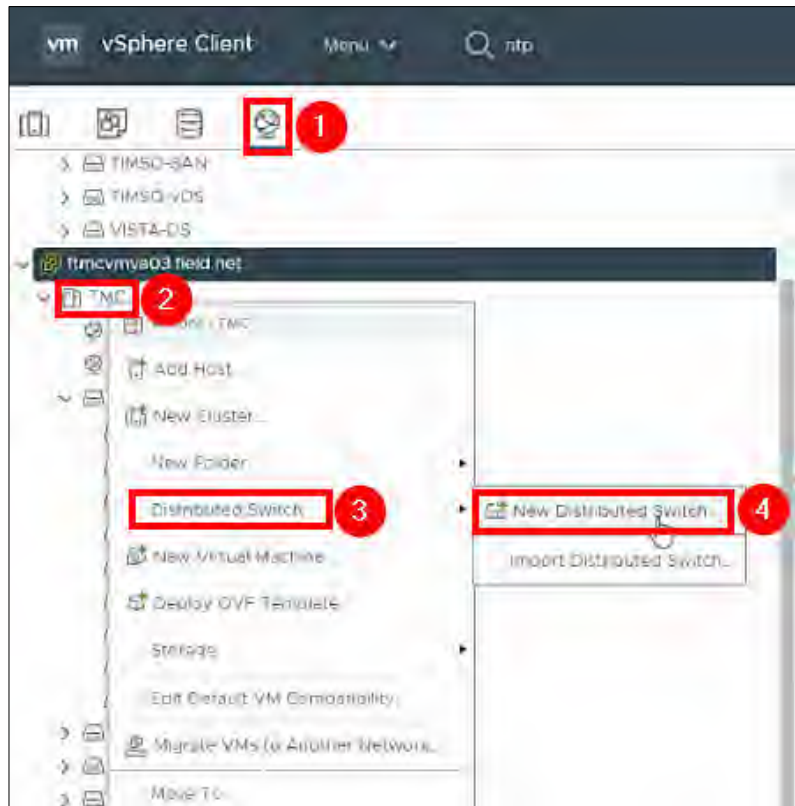 vm vSphere Client Menu ntp
1
TIMSO-SAN
TIMSO-vDS
VISTA-DS
ttmcvmva03.field.net
TMC 2
TMC
Add Host...
New Cluster...
New Folder
Distributed Switch 3
New Distributed Switch... 4
New Virtual Machine...
Import Distributed Switch...
Deploy OVF Template...
Storage
Edit Default VM Compatibility...
Migrate VMs to Another Network...
Move To...